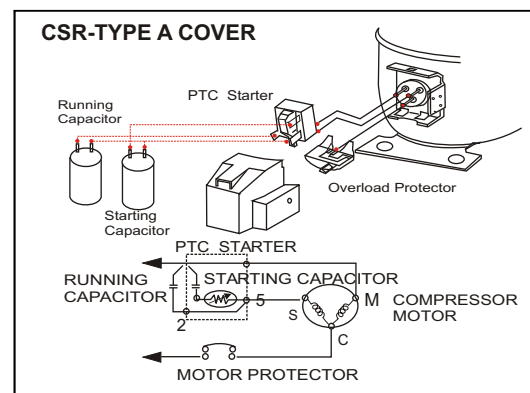 CSR-TYPE A COVER
PTC Starter
Running
Capacitor
Overload Protector
Starting
Capacitor
PTC STARTER
RUNNING
CAPACITOR
STARTING CAPACITOR
5
S
M
COMPRESSOR
MOTOR
2
C
MOTOR PROTECTOR